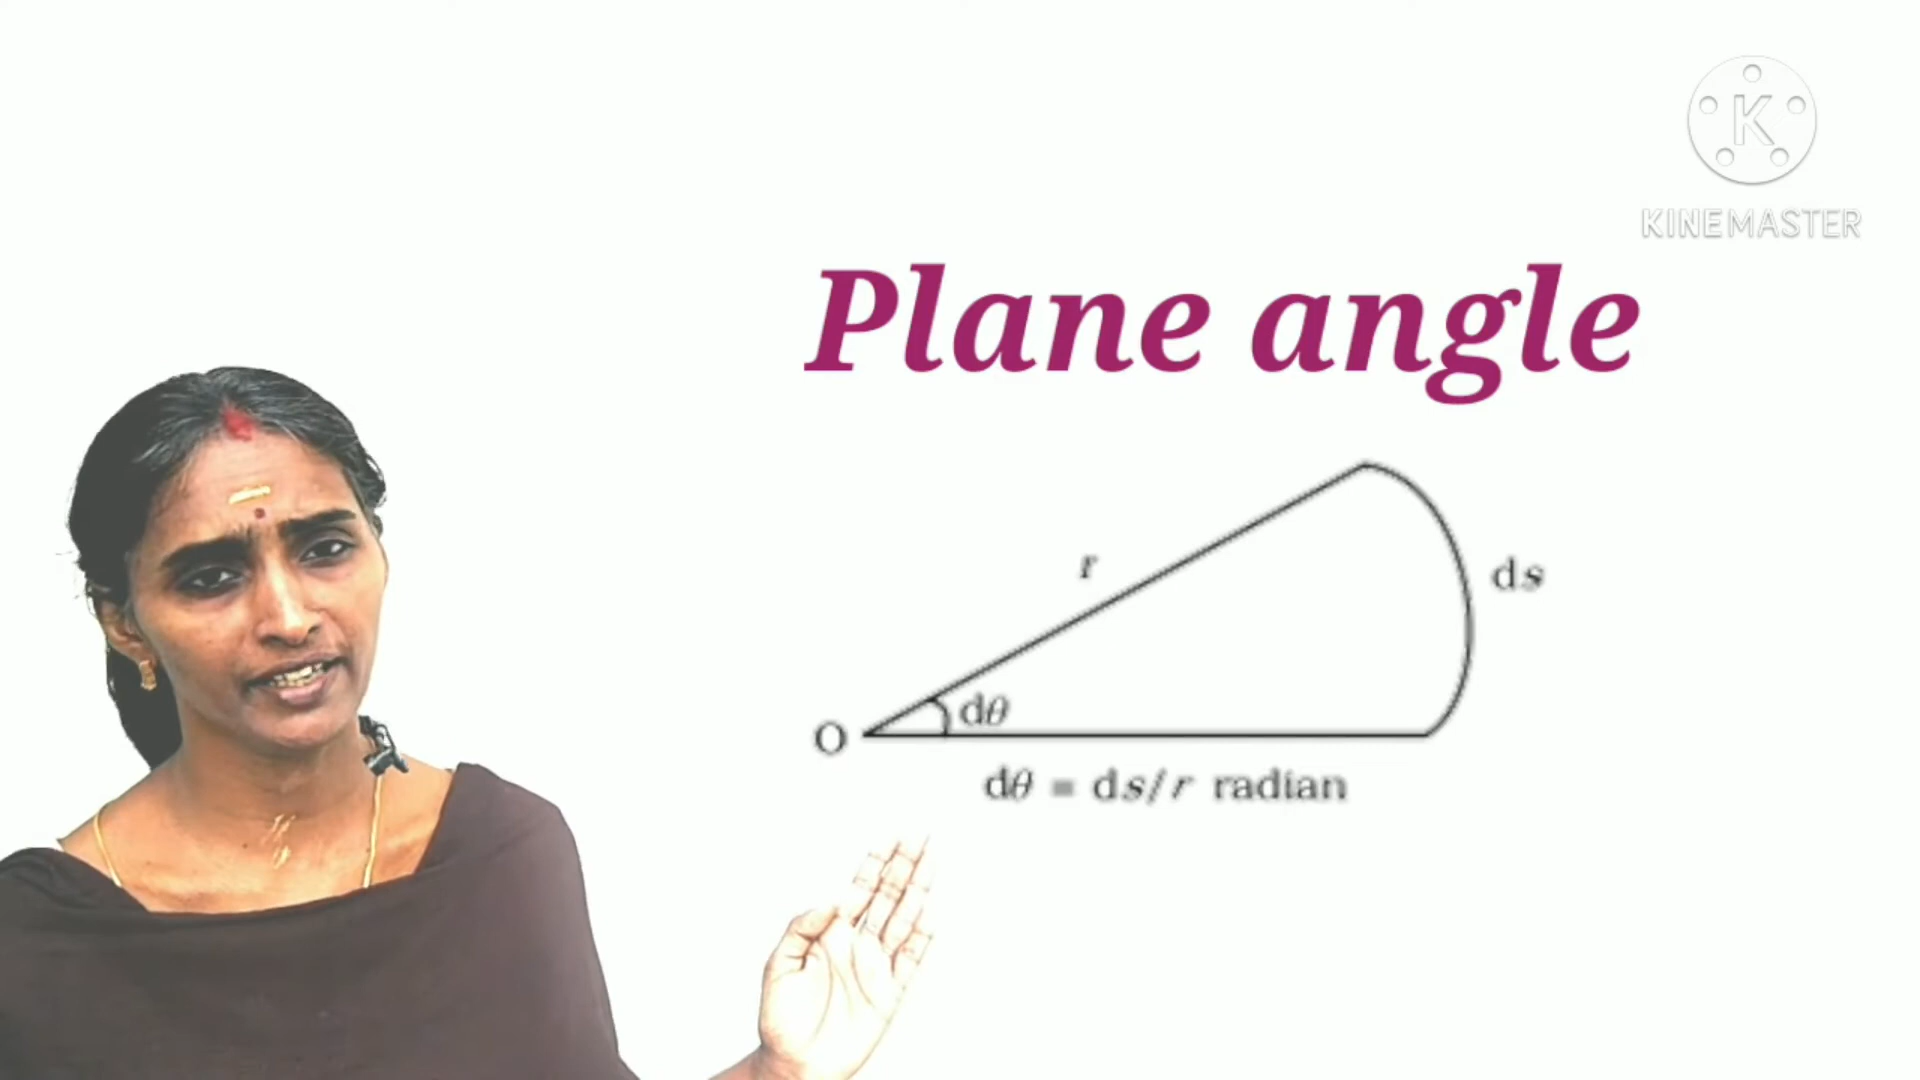 K
KINEMASTER
Plane angle
r
ds
dθ
O
dθ = ds/r radian